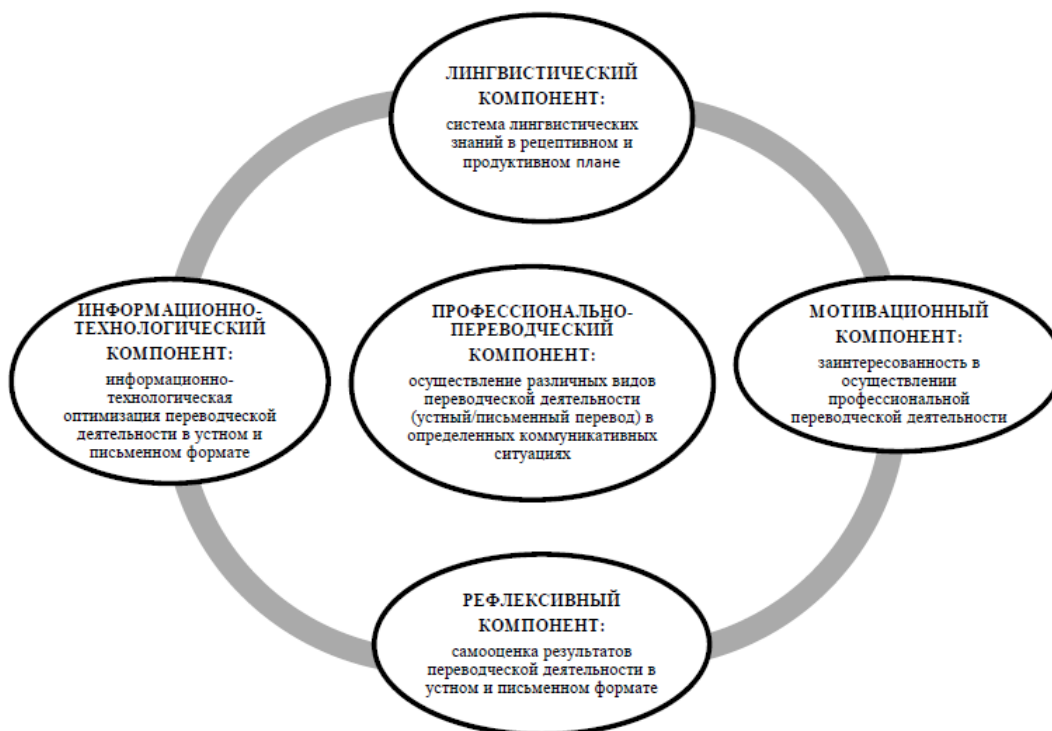 ЛИНГВИСТИЧЕСКИЙ
КОМПОНЕНТ:
система лингвистических
знаний в рецептивном и
продуктивном плане
ИНФОРМАЦИОННО-
ТЕХНОЛОГИЧЕСКИЙ
КОМПОНЕНТ:
информационно-
технологическая
оптимизация переводческой
деятельности в устном и
письменном формате
ПРОФЕССИОНАЛЬНО-
ПЕРЕВОДЧЕСКИЙ
КОМПОНЕНТ:
осуществление различных видов
переводческой деятельности
(устный/письменный перевод) в
определенных коммуникативных
ситуациях
МОТИВАЦИОННЫЙ
КОМПОНЕНТ:
заинтересованность в
осуществлении
профессиональной
переводческой деятельности
РЕФЛЕКСИВНЫЙ
КОМПОНЕНТ:
самооценка результатов
переводческой деятельности в
устном и письменном формате